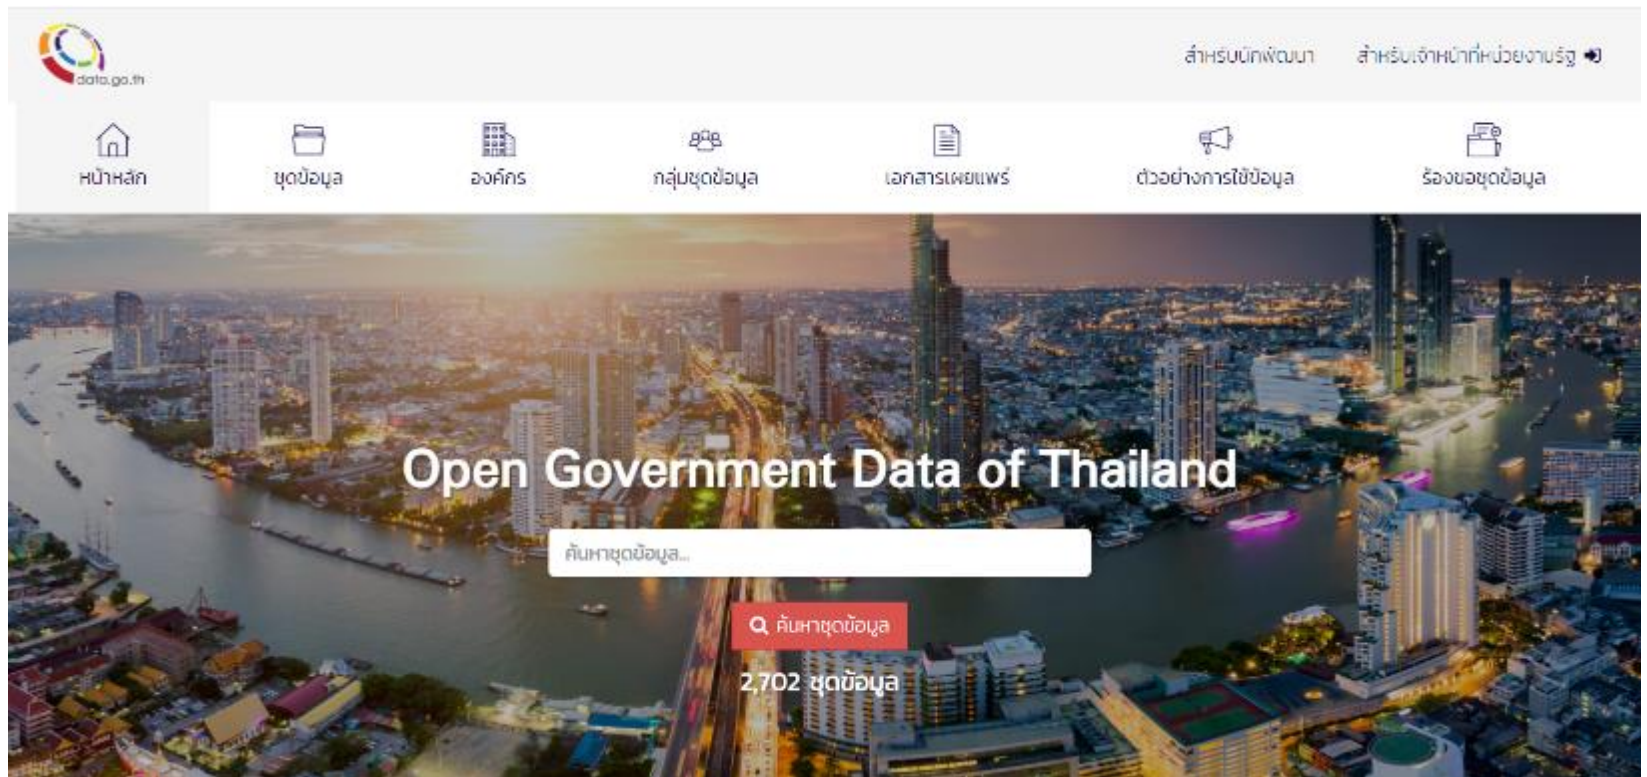 data.go.th
สำหรับนักพัฒนา สำหรับเจ้าหน้าที่หน่วยงานรัฐ
หน้าหลัก ชุดข้อมูล องค์กร กลุ่มชุดข้อมูล เอกสารเผยแพร่ ตัวอย่างการใช้ข้อมูล ร้องขอชุดข้อมูล
Open Government Data of Thailand
ค้นหาชุดข้อมูล...
ค้นหาชุดข้อมูล
2,702 ชุดข้อมูล